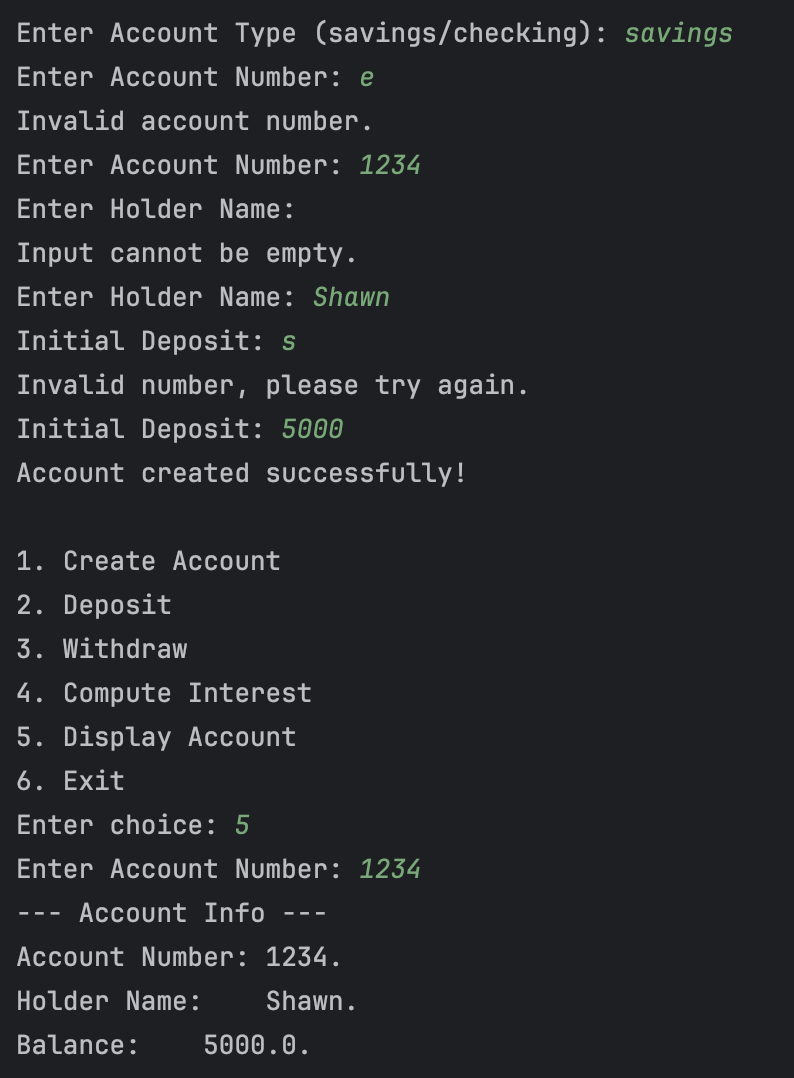 Enter Account Type (savings/checking): savings
Enter Account Number: e
Invalid account number.
Enter Account Number: 1234
Enter Holder Name:
Input cannot be empty.
Enter Holder Name: Shawn
Initial Deposit: s
Invalid number, please try again.
Initial Deposit: 5000
Account created successfully!

1. Create Account
2. Deposit
3. Withdraw
4. Compute Interest
5. Display Account
6. Exit
Enter choice: 5
Enter Account Number: 1234
--- Account Info ---
Account Number: 1234.
Holder Name:    Shawn.
Balance:    5000.0.